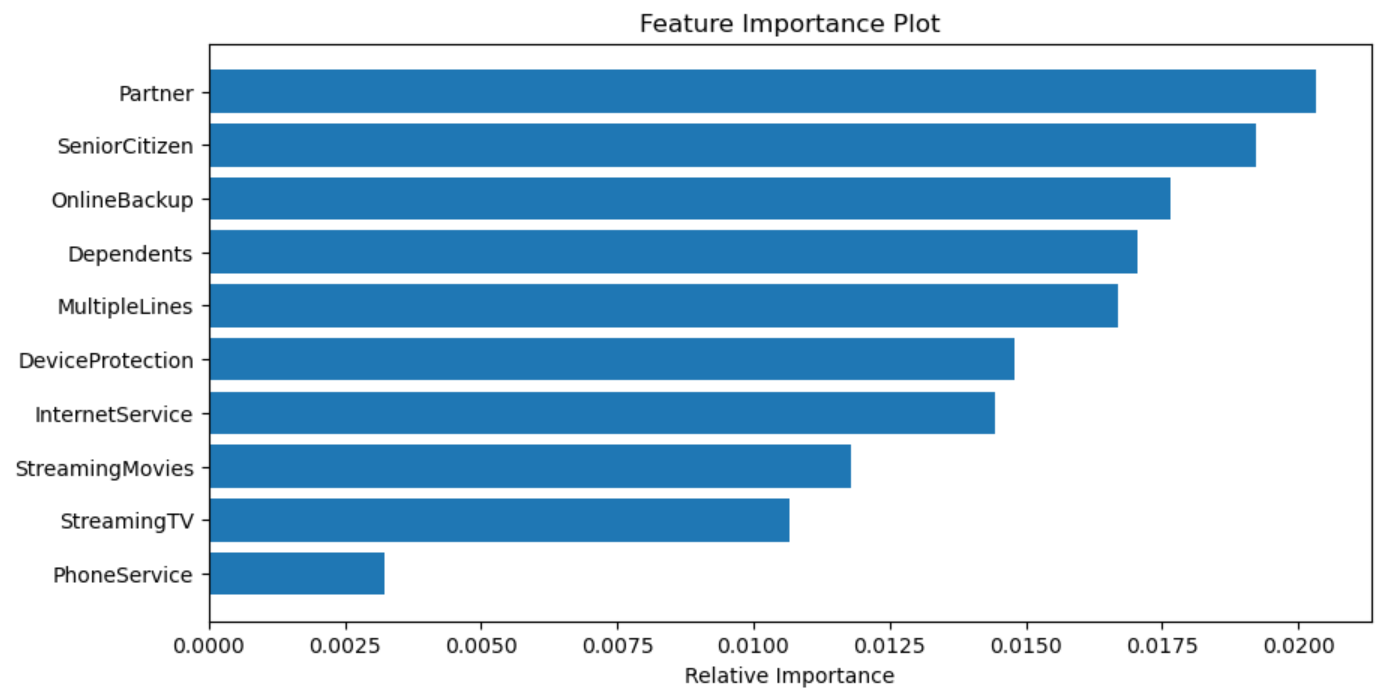 Feature Importance Plot
Partner
SeniorCitizen
OnlineBackup
Dependents
MultipleLines
DeviceProtection
InternetService
StreamingMovies
StreamingTV
PhoneService
0.0000 0.0025 0.0050 0.0075 0.0100 0.0125 0.0150 0.0175 0.0200
Relative Importance